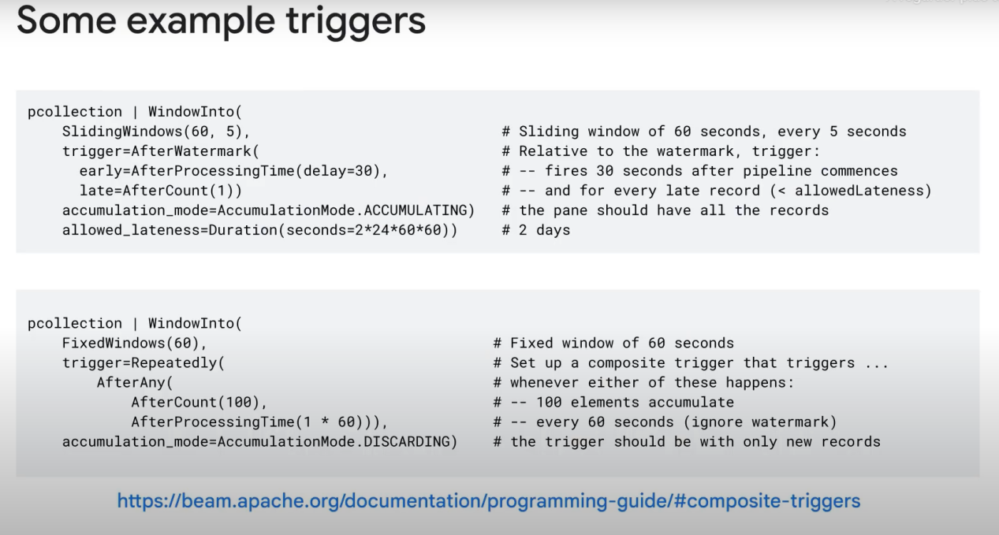 Some example triggers
pcollection | WindowInto(
    SlidingWindows(60, 5),    # Sliding window of 60 seconds, every 5 seconds
    trigger=AfterWatermark(    # Relative to the watermark, trigger:
      early=AfterProcessingTime(delay=30),    # -- fires 30 seconds after pipeline commences
      late=AfterCount(1))    # -- and for every late record (< allowedLateness)
    accumulation_mode=AccumulationMode.ACCUMULATING)    # the pane should have all the records
    allowed_lateness=Duration(seconds=2*24*60*60))    # 2 days
pcollection | WindowInto(
    FixedWindows(60),    # Fixed window of 60 seconds
    trigger=Repeatedly(    # Set up a composite trigger that triggers ...
        AfterAny(    # whenever either of these happens:
            AfterCount(100),    # -- 100 elements accumulate
            AfterProcessingTime(1 * 60))),    # -- every 60 seconds (ignore watermark)
    accumulation_mode=AccumulationMode.DISCARDING)    # the trigger should be with only new records
https://beam.apache.org/documentation/programming-guide/#composite-triggers